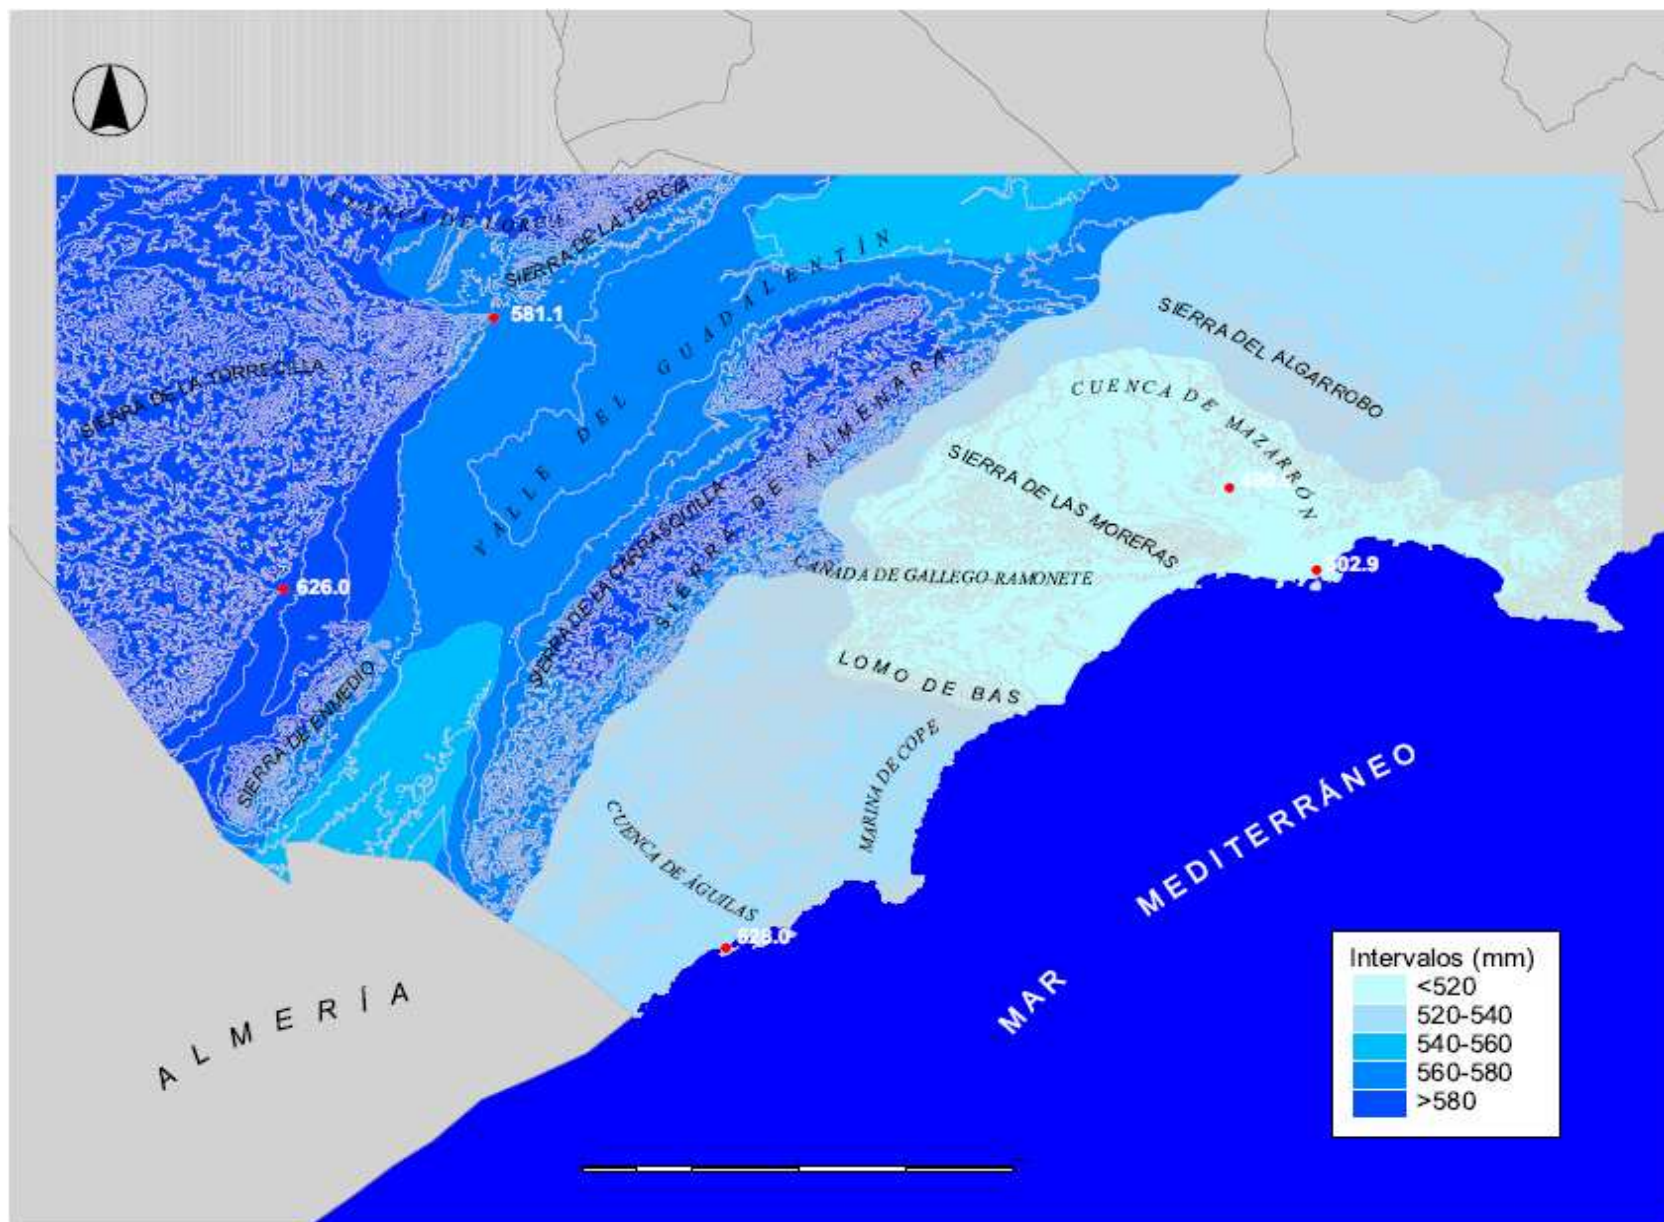 CUENCA DE LORCA
SIERRA DE LA TERCIA
581.1
VALLE DEL GUADALENTÍN
SIERRA DEL ALGARROBO
SIERRA DE LA TORRECILLA
CUENCA DE MAZARRÓN
SIERRA DE ALMENARA
SIERRA DE LAS MORERAS
SIERRA DE LA CARRASQUILLA
02.9
CAÑADA DE GALLEGO-RAMONETE
626.0
LOMO DE BAS
SIERRA DE ENMEDIO
MARINA DE COPE
CUENCA DE ÁGUILAS
MAR MEDITERRÁNEO
ALMERÍA
Intervalos (mm)
<520
520-540
540-560
560-580
>580